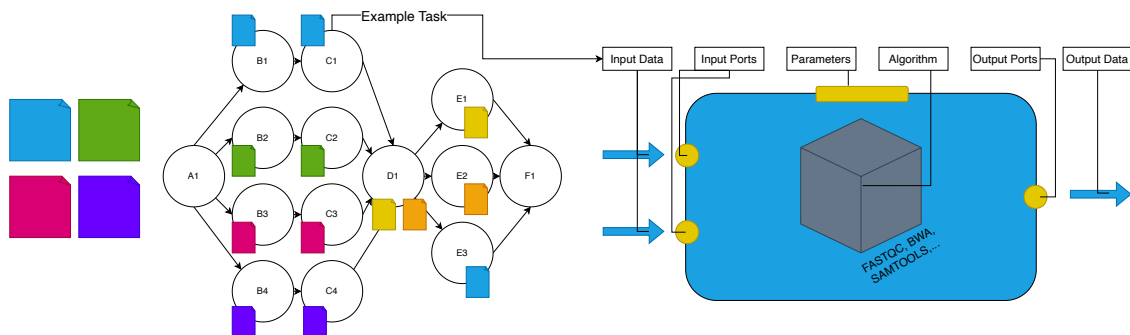 Example Task
B1
C1
B2
C2
A1
D1
B3
C3
B4
C4
E1
E2
E3
F1
Input Data
Input Ports
Parameters
Algorithm
Output Ports
Output Data
FASTQC, BWA,
SAMTOOLS,...